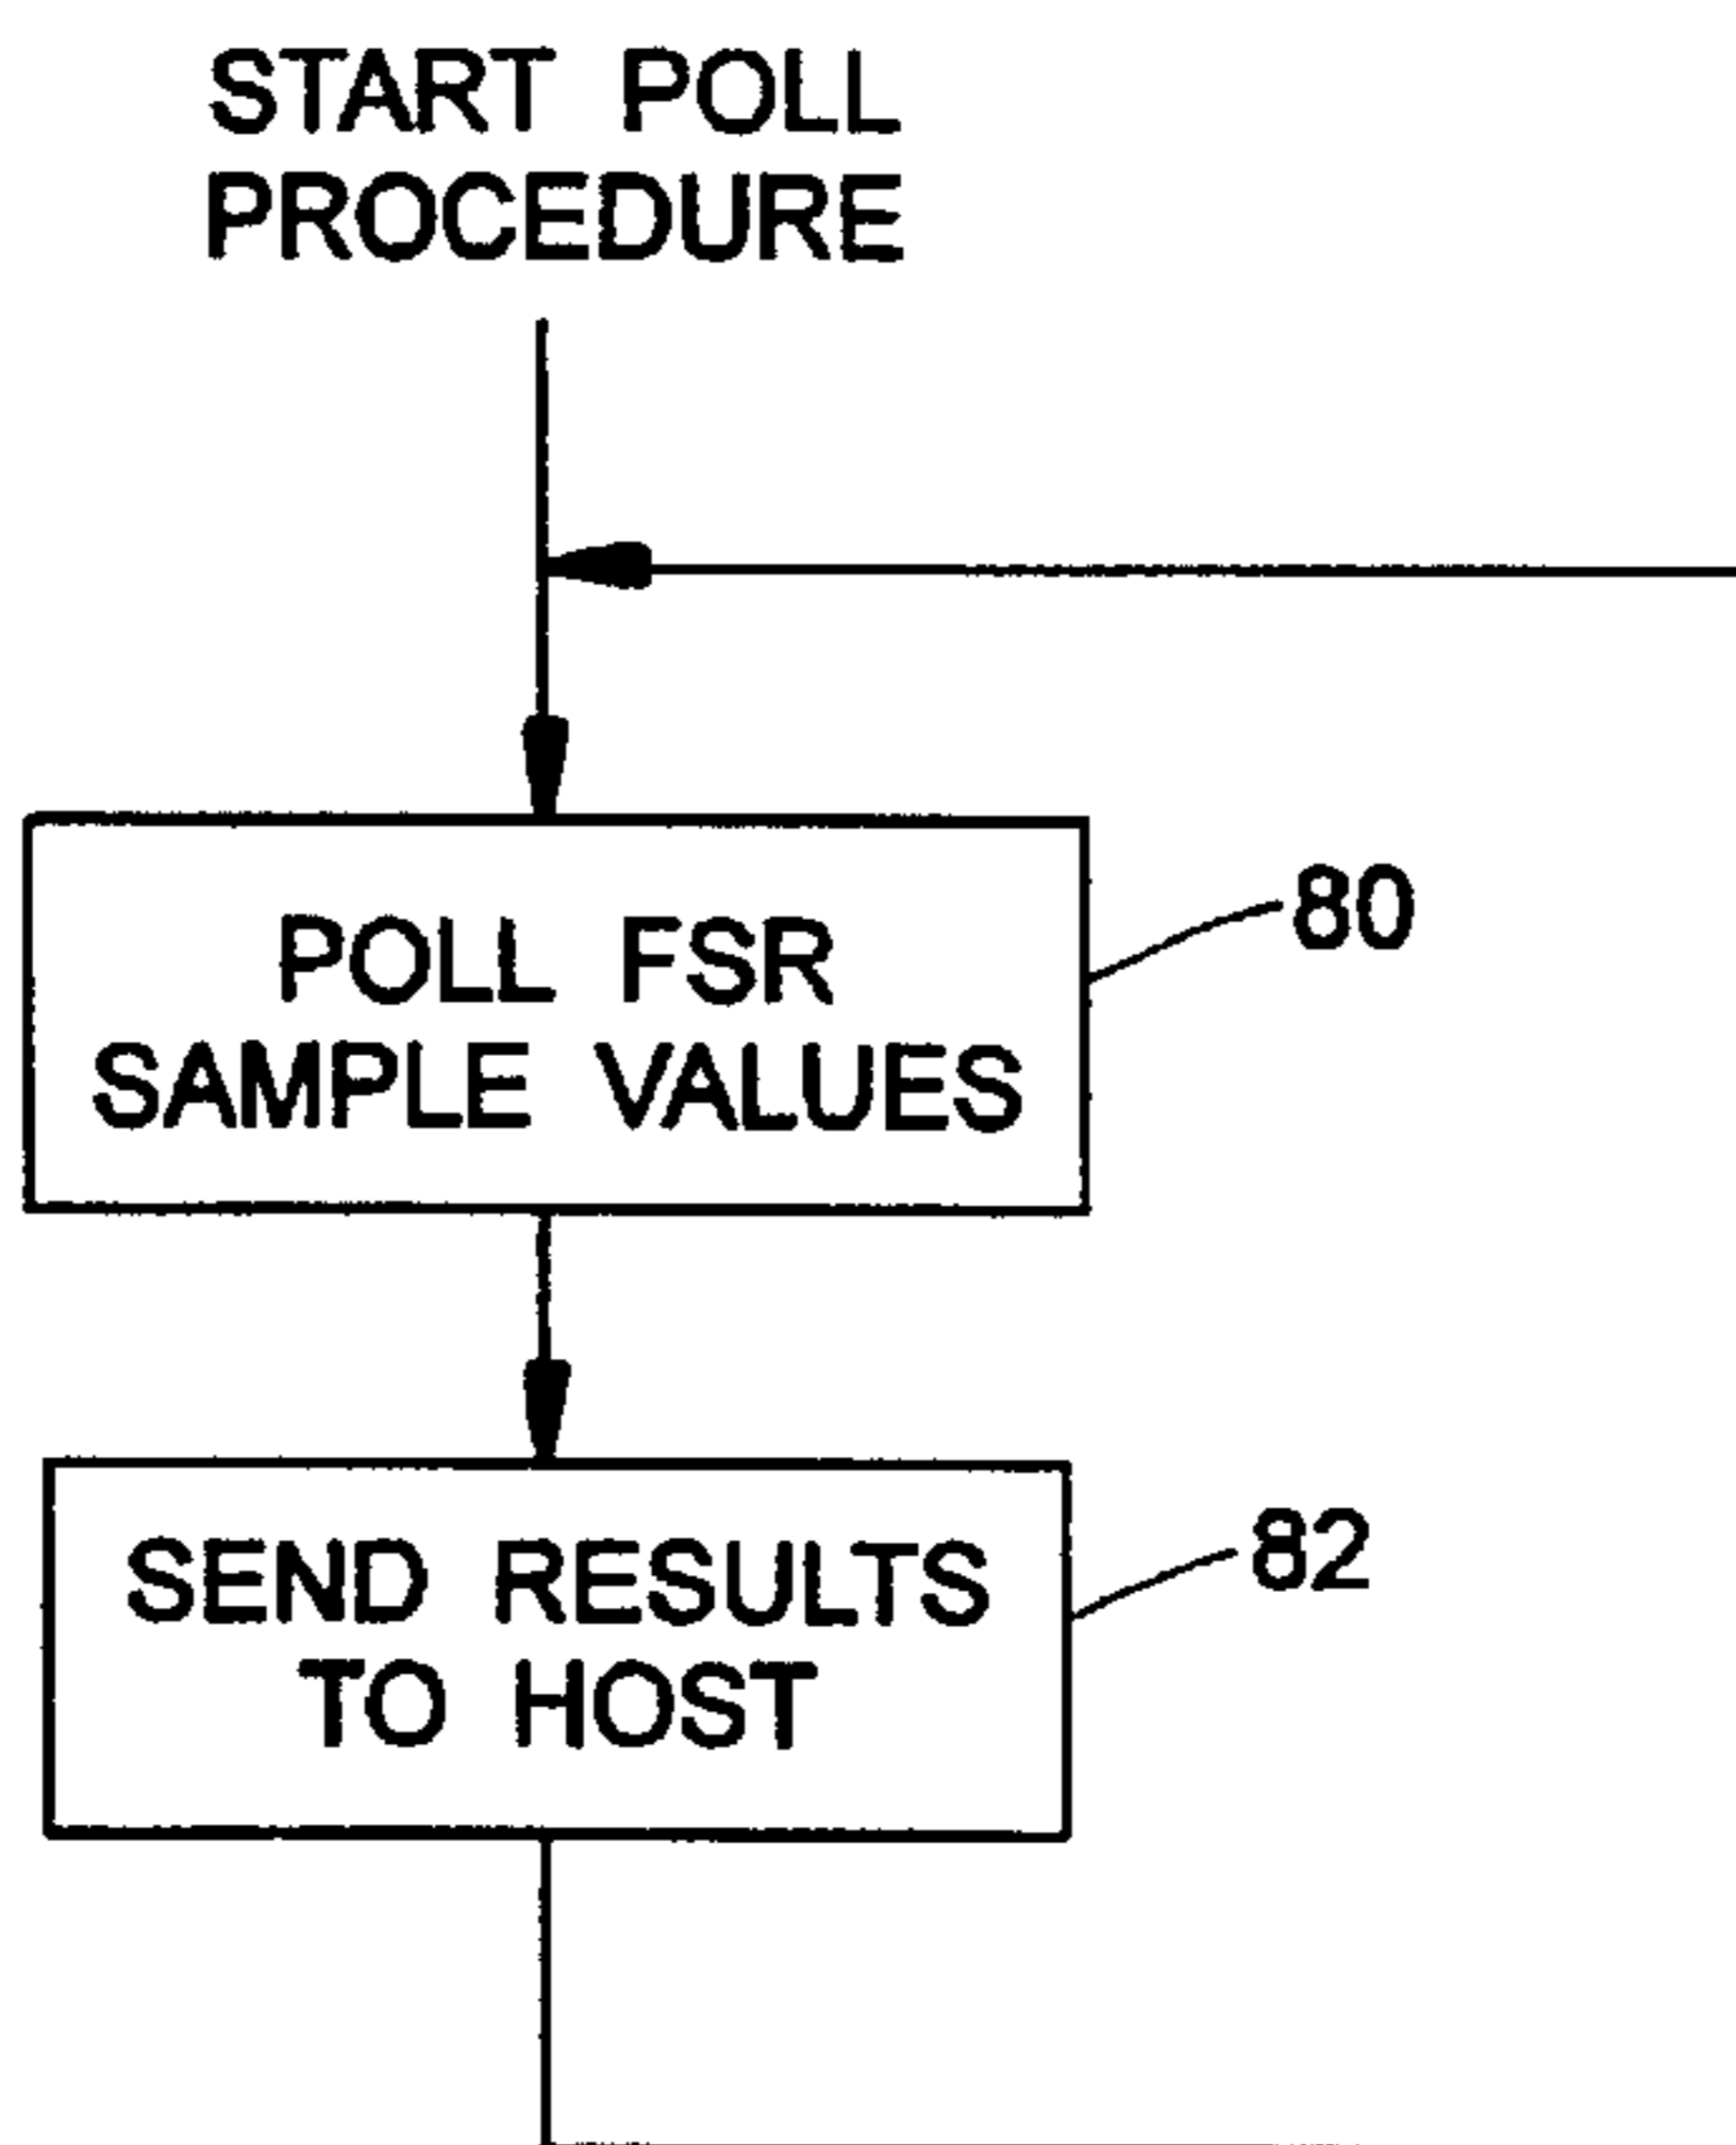 START POLL
PROCEDURE
POLL FSR
SAMPLE VALUES
80
SEND RESULTS
TO HOST
82